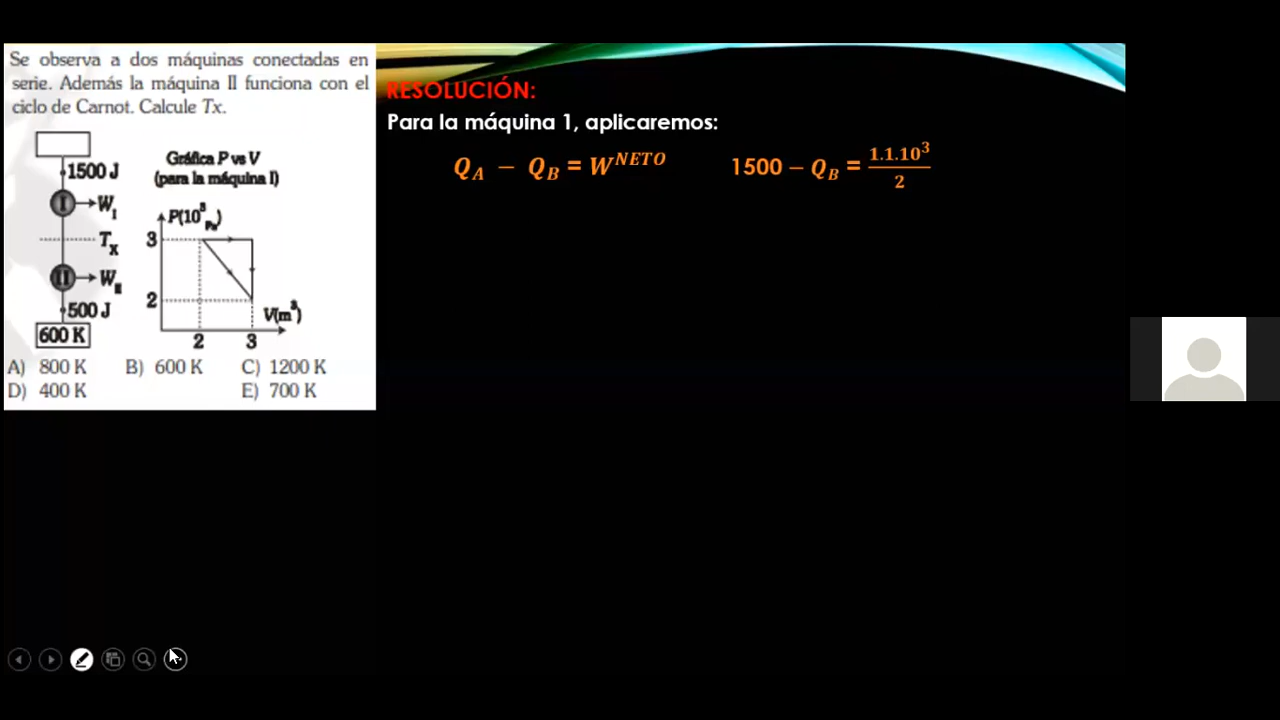 Se observa a dos máquinas conectadas en
serie. Además la máquina II funciona con el
ciclo de Carnot. Calcule Tx.
1500 J
I
W_I
T_X
II
W_II
500 J
600 K
Gráfica P vs V
(para la máquina I)
P(10^3 Pa)
3
2
V(m^3)
2 3
A) 800 K B) 600 K C) 1200 K
D) 400 K E) 700 K
RESOLUCIÓN:
Para la máquina 1, aplicaremos:
Q_A − Q_B = W^NETO 1500 − Q_B = 1.1.10^3 / 2